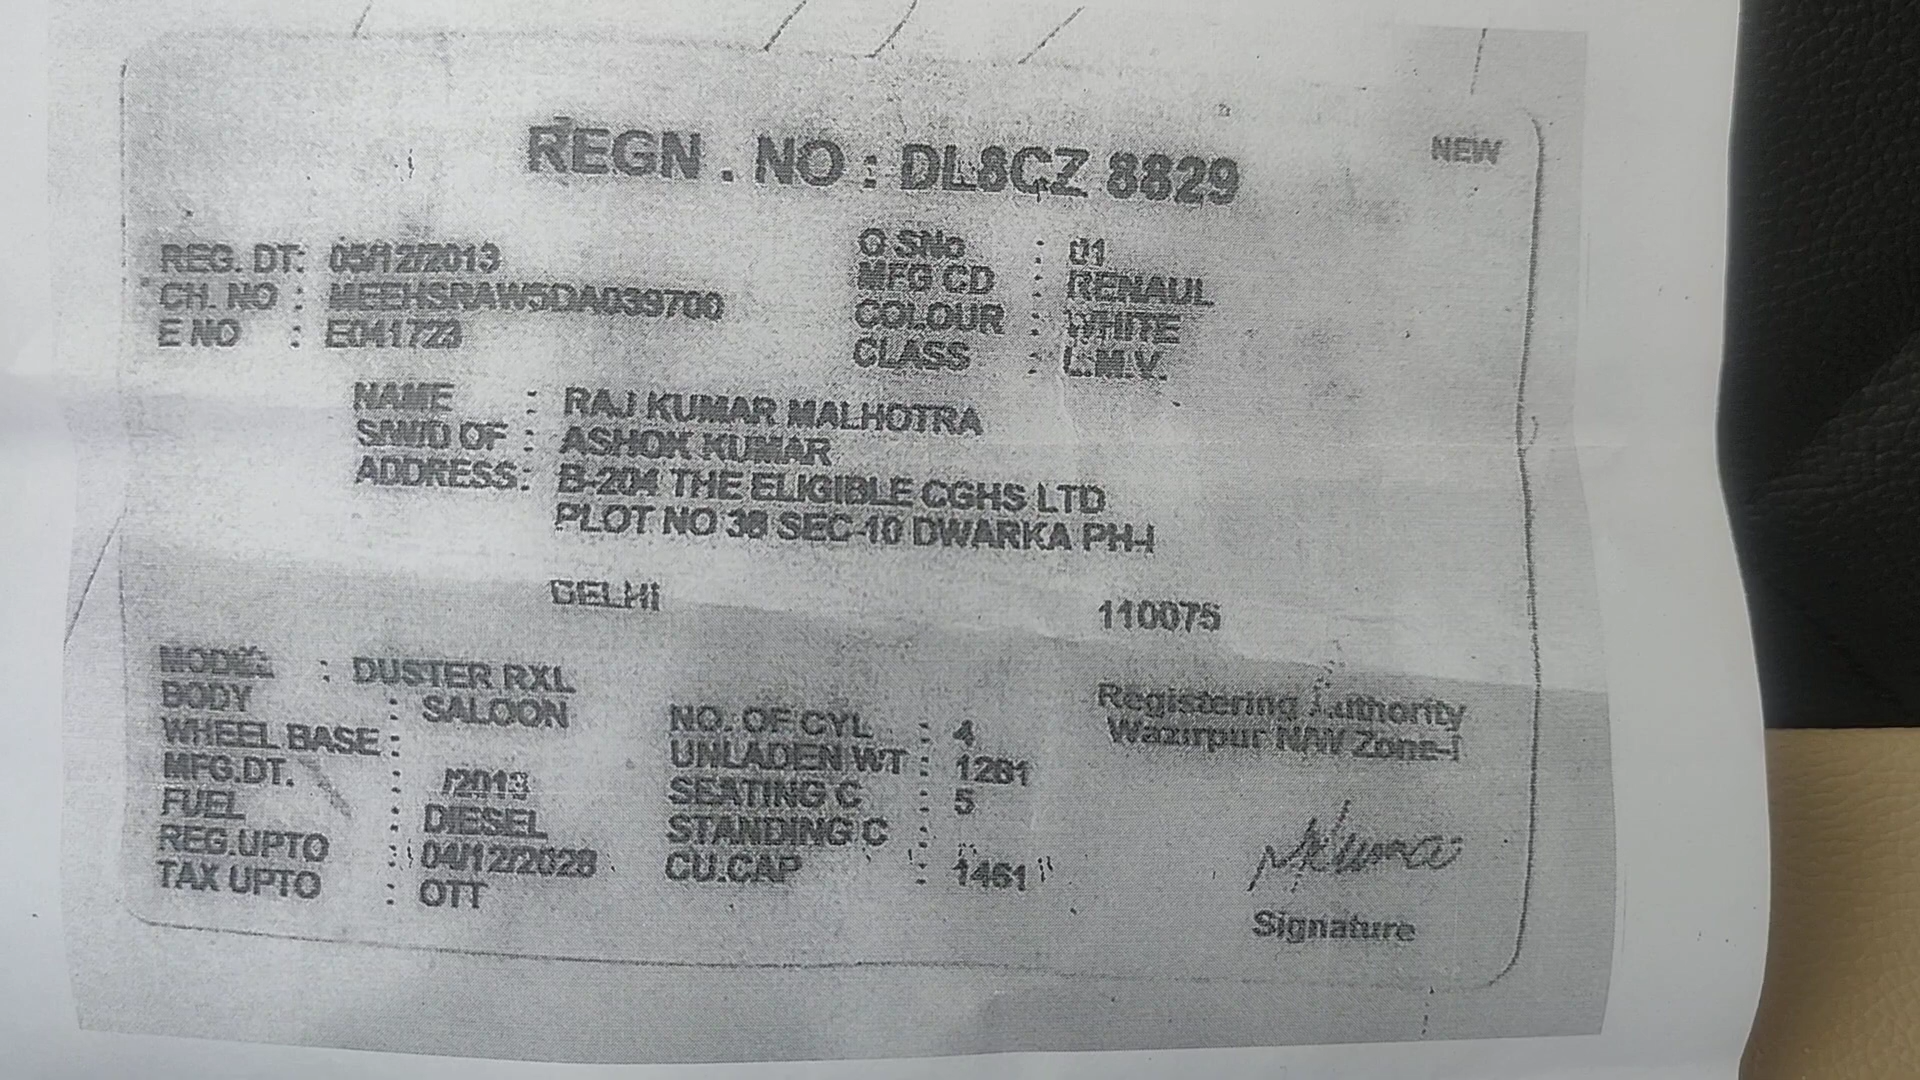 NEW
REGN . NO : DL8CZ 8829
REG. DT: 05/12/2013
CH. NO : MEEHSRAW5DA039700
E NO : E041723
O SNo : 01
MFG CD : RENAUL
COLOUR : WHITE
CLASS : L.M.V.
NAME : RAJ KUMAR MALHOTRA
S/W/D OF : ASHOK KUMAR
ADDRESS: B-204 THE ELIGIBLE CGHS LTD
PLOT NO 36 SEC-10 DWARKA PH-I
DELHI 110075
MODEL : DUSTER RXL
BODY : SALOON
WHEEL BASE :
MFG.DT. : /2013
FUEL : DIESEL
REG.UPTO : 04/12/2028
TAX UPTO : OTT
NO. OF CYL : 4
UNLADEN WT : 1281
SEATING C : 5
STANDING C :
CU.CAP : 1461
Registering Authority
Wazirpur NAV Zone-I
Signature